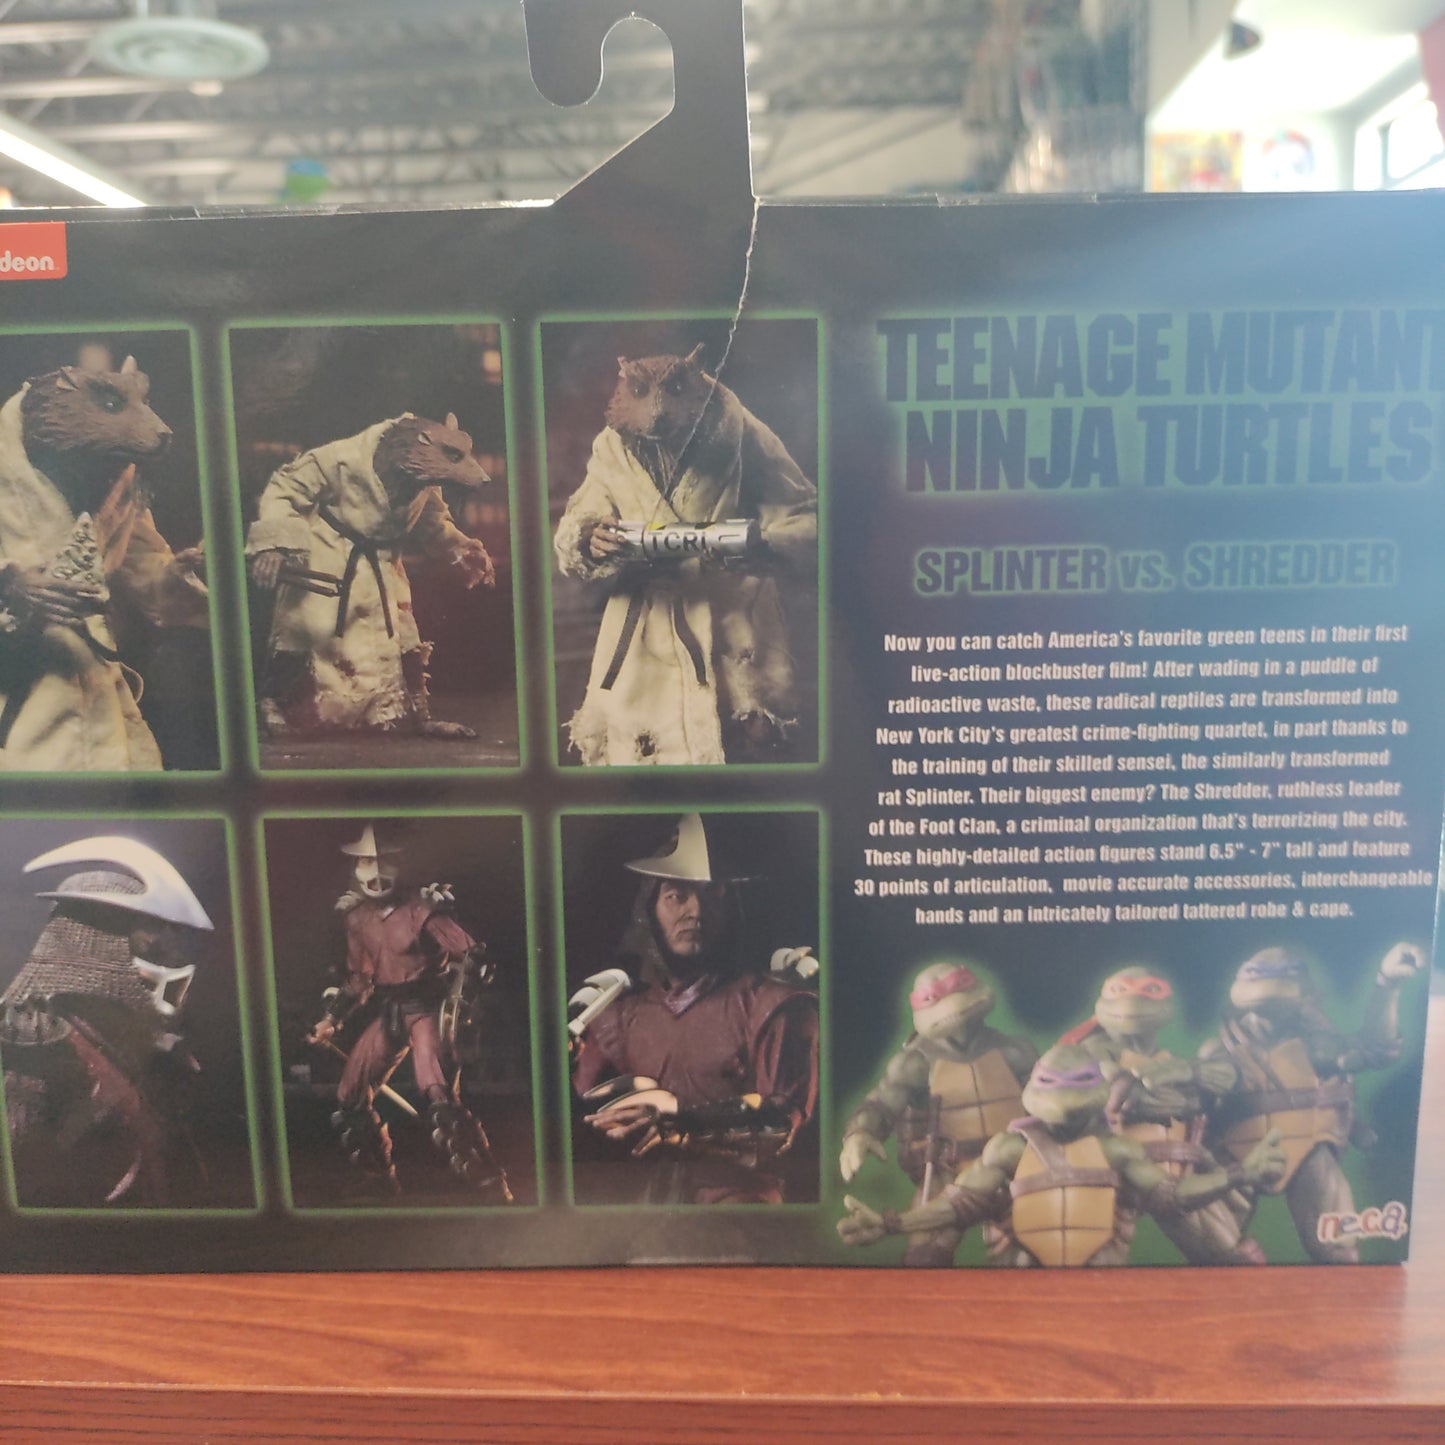 deon
TCRI
TEENAGE MUTANT
NINJA TURTLES
SPLINTER vs. SHREDDER
Now you can catch America's favorite green teens in their first
live-action blockbuster film! After wading in a puddle of
radioactive waste, these radical reptiles are transformed into
New York City's greatest crime-fighting quartet, in part thanks to
the training of their skilled sensei, the similarly transformed
rat Splinter. Their biggest enemy? The Shredder, ruthless leader
of the Foot Clan, a criminal organization that's terrorizing the city.
These highly-detailed action figures stand 6.5" - 7" tall and feature
30 points of articulation, movie accurate accessories, interchangeable
hands and an intricately tailored tattered robe & cape.
neca